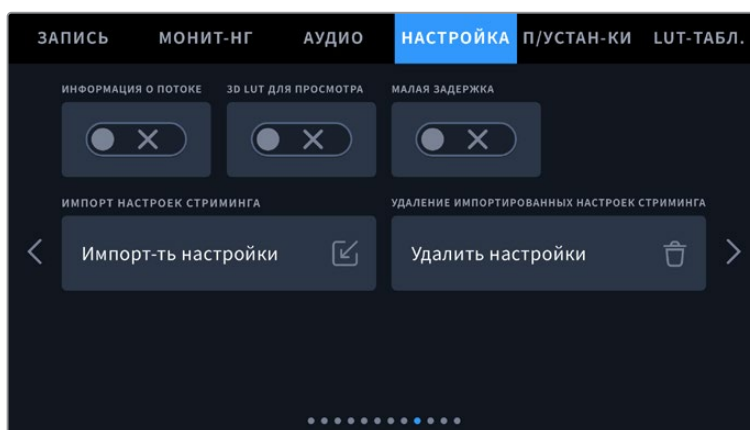 ЗАПИСЬ МОНИТ-НГ АУДИО НАСТРОЙКА П/УСТАН-КИ LUT-ТАБЛ.
ИНФОРМАЦИЯ О ПОТОКЕ 3D LUT ДЛЯ ПРОСМОТРА МАЛАЯ ЗАДЕРЖКА
ИМПОРТ НАСТРОЕК СТРИМИНГА УДАЛЕНИЕ ИМПОРТИРОВАННЫХ НАСТРОЕК СТРИМИНГА
Импорт-ть настройки Удалить настройки